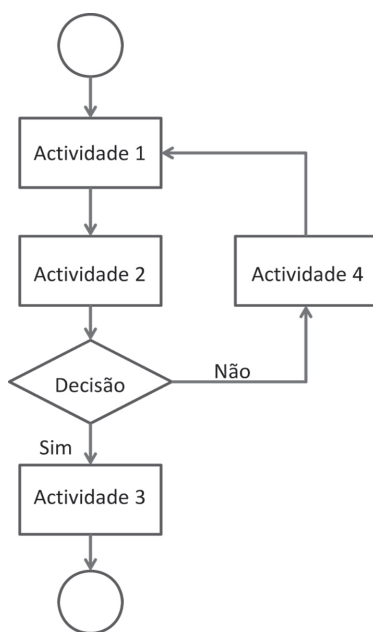 Actividade 1
Actividade 2
Actividade 4
Decisão
Não
Sim
Actividade 3